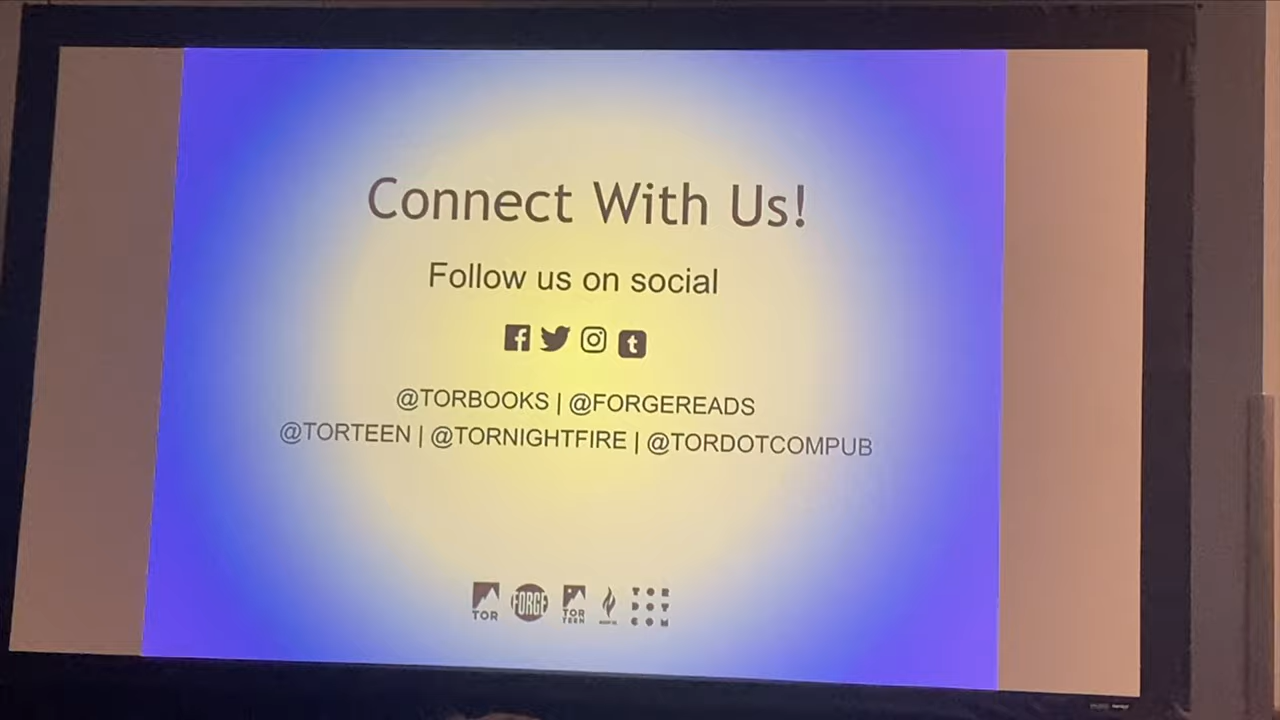 Connect With Us!
Follow us on social
@TORBOOKS | @FORGEREADS
@TORTEEN | @TORNIGHTFIRE | @TORDOTCOMPUB
TOR
FORGE
TOR
TEEN
TOR
DOT
COM